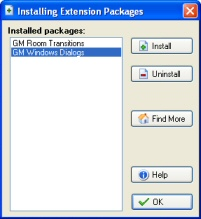 Installing Extension Packages
Installed packages:
GM Room Transitions
GM Windows Dialogs
Install
Uninstall
Find More
Help
OK